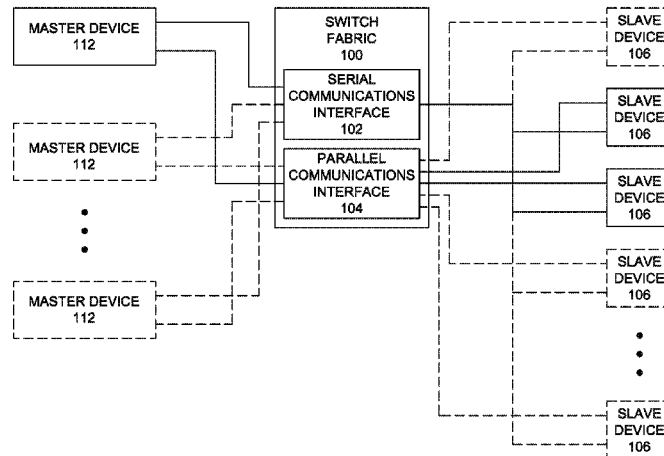 MASTER DEVICE
112
MASTER DEVICE
112
MASTER DEVICE
112
SWITCH
FABRIC
100
SERIAL
COMMUNICATIONS
INTERFACE
102
PARALLEL
COMMUNICATIONS
INTERFACE
104
SLAVE
DEVICE
106
SLAVE
DEVICE
106
SLAVE
DEVICE
106
SLAVE
DEVICE
106
SLAVE
DEVICE
106